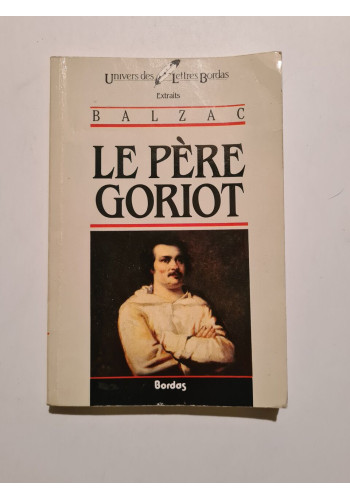 Univers des Lettres Bordas
Extraits
BALZAC
LE PÈRE
GORIOT
Bordas